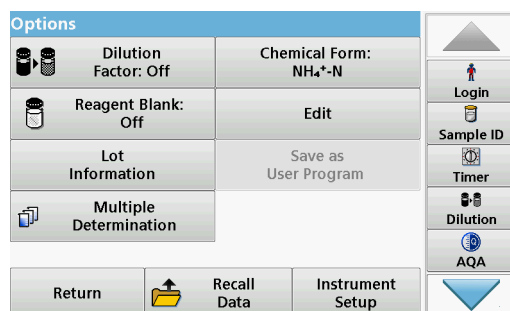 Options
Dilution
Factor: Off
Chemical Form:
NH₄⁺-N
Reagent Blank:
Off
Edit
Lot
Information
Save as
User Program
Multiple
Determination
Return
Recall
Data
Instrument
Setup
Login
Sample ID
Timer
Dilution
AQA